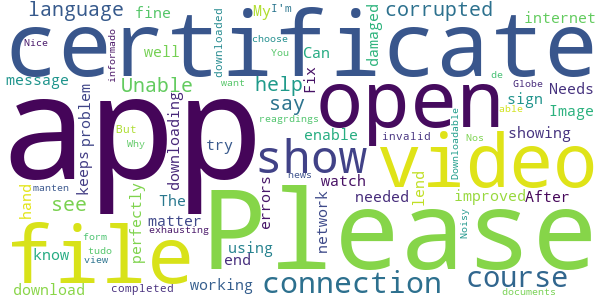 language
fine
My
I'm
corrupted
internet
certificate
Nice
informado
well
downloaded
choose
You
damaged
Can
message
Unable
help
Fix
want
app
open
able
de
Globe
Needs
sign
Image
say
reagroings
enable
Downloadable
Nos
keeps
problem
downloading
But
Why
try
show
invalid
showing
video
hand
see
perfectly
The
errors
news
watch
network
needed
lend
improved
After
manten
matter
exhausting
Please
file
know
form
tudo
view
using
end
connection
working
Noisy
course
download
completed
documents